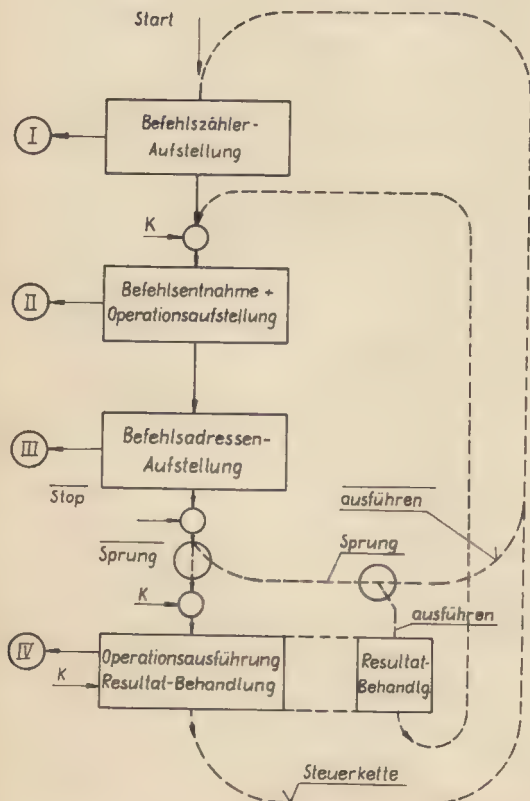 Start
I
Befehlszähler-
Aufstellung
K
II
Befehlsentnahme +
Operationsaufstellung
III
Befehlsadressen-
Aufstellung
Stop
Sprung
ausführen
Sprung
K
ausführen
IV
K
Operationsausführung
Resultat-Behandlung
Resultat-
Behandlg
Steuerkette